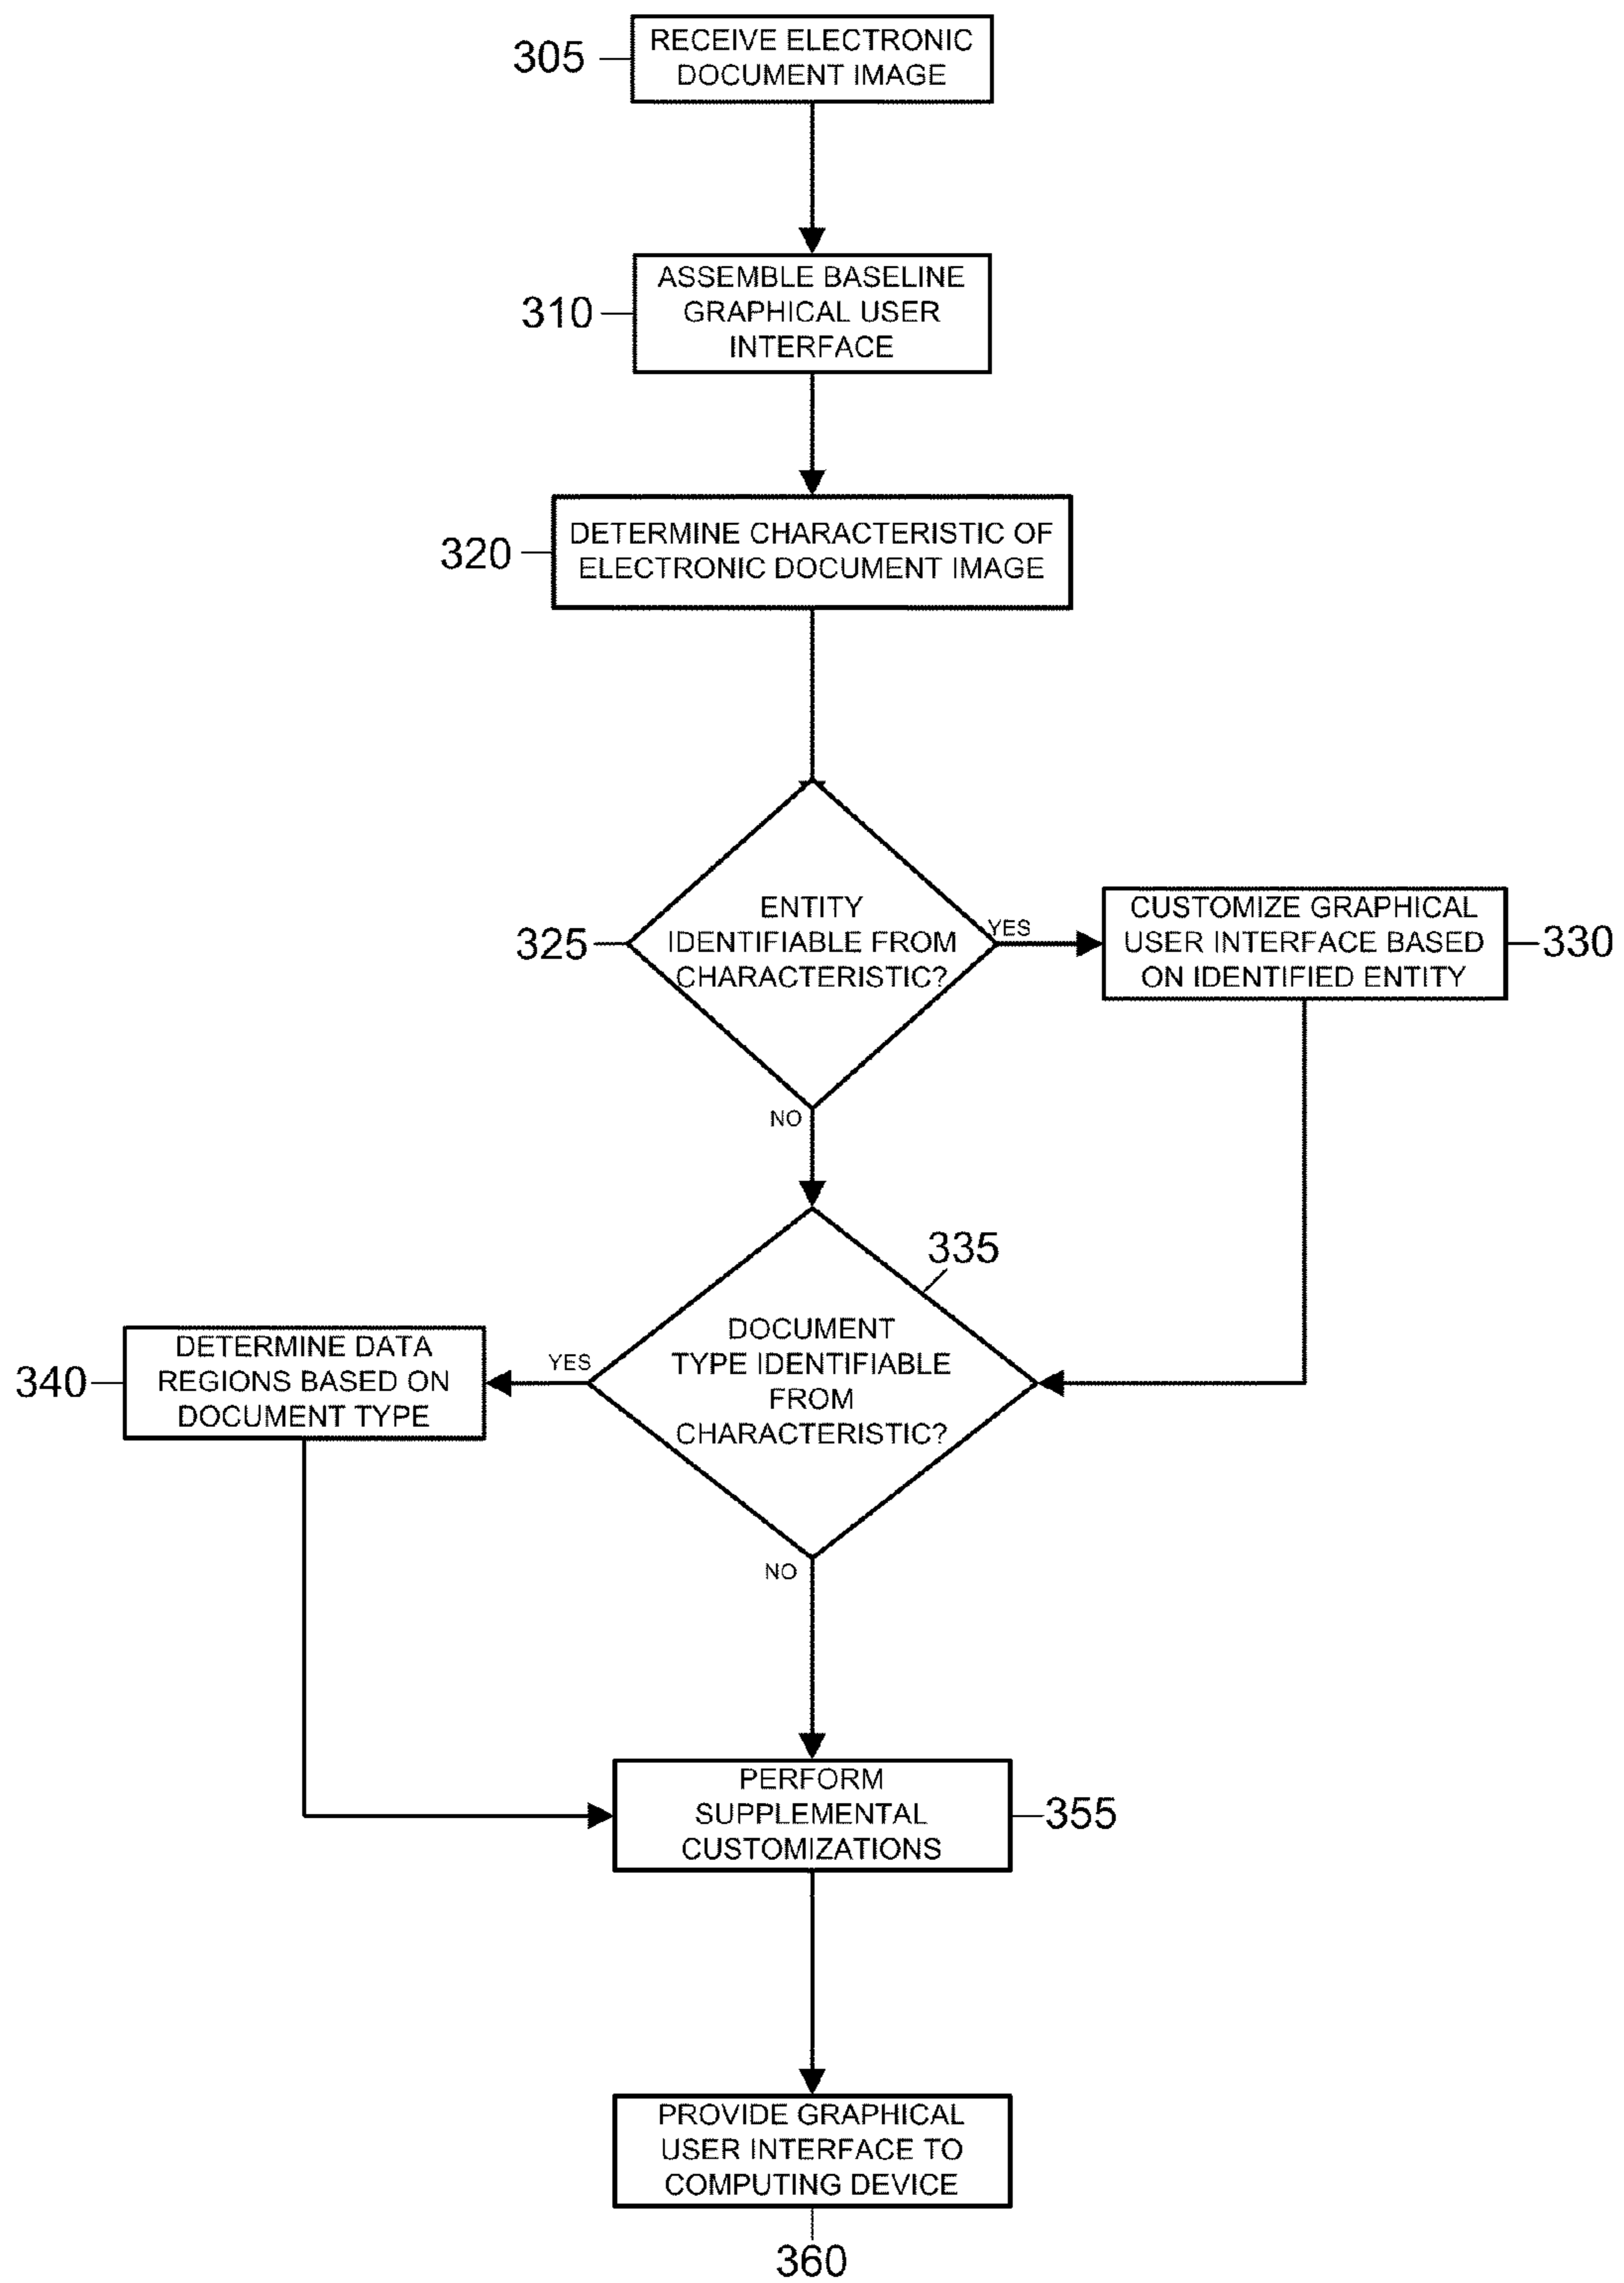 305
RECEIVE ELECTRONIC
DOCUMENT IMAGE
310
ASSEMBLE BASELINE
GRAPHICAL USER
INTERFACE
320
DETERMINE CHARACTERISTIC OF
ELECTRONIC DOCUMENT IMAGE
325
ENTITY
IDENTIFIABLE FROM
CHARACTERISTIC?
YES
CUSTOMIZE GRAPHICAL
USER INTERFACE BASED
ON IDENTIFIED ENTITY
330
NO
335
DOCUMENT
TYPE IDENTIFIABLE
FROM
CHARACTERISTIC?
YES
340
DETERMINE DATA
REGIONS BASED ON
DOCUMENT TYPE
NO
PERFORM
SUPPLEMENTAL
CUSTOMIZATIONS
355
PROVIDE GRAPHICAL
USER INTERFACE TO
COMPUTING DEVICE
360